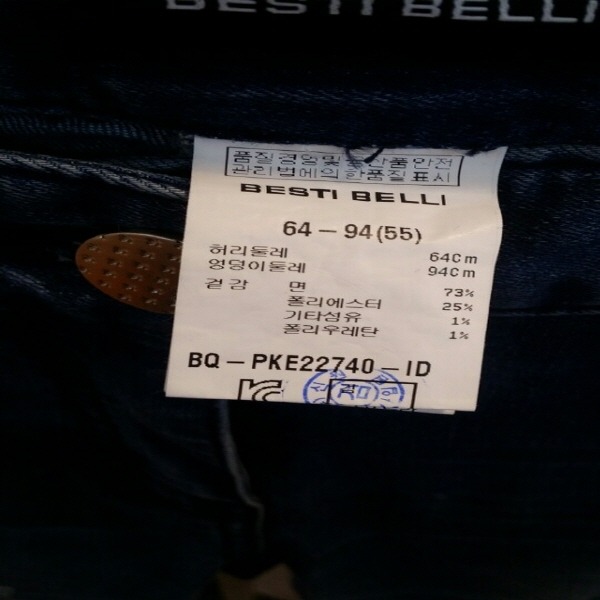 BESTI BELLI
품질경영및공산품안전
관리법에의한품질표시
BESTI BELLI
64-94(55)
허리둘레 64Cm
엉덩이둘레 94Cm
겉감 면 73%
폴리에스터 25%
기타섬유 1%
폴리우레탄 1%
BQ-PKE22740-ID